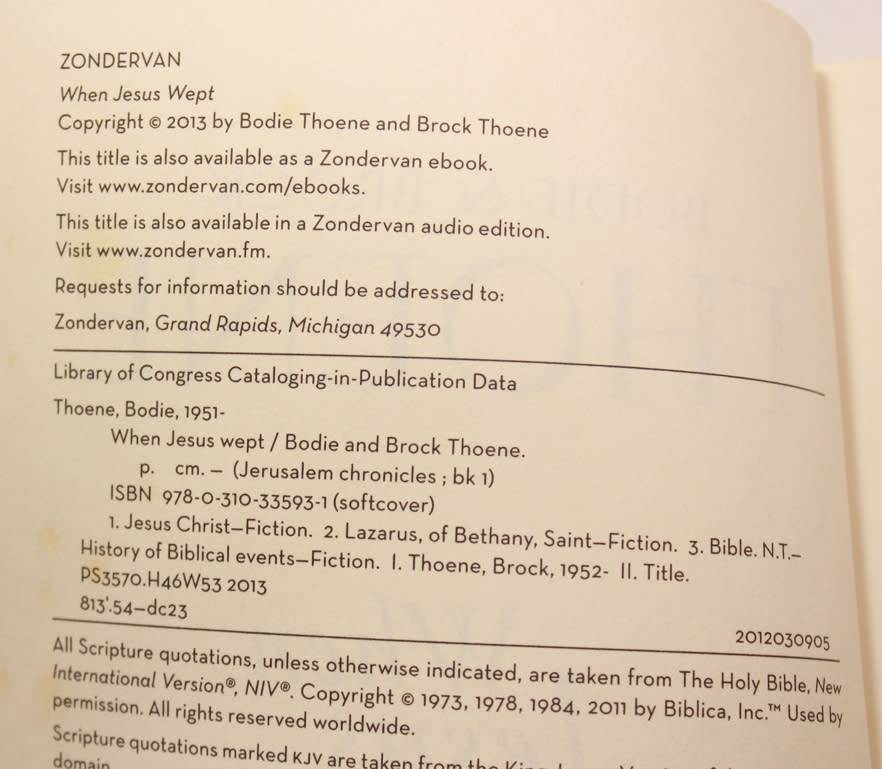 ZONDERVAN
When Jesus Wept
Copyright © 2013 by Bodie Thoene and Brock Thoene
This title is also available as a Zondervan ebook.
Visit www.zondervan.com/ebooks.
This title is also available in a Zondervan audio edition.
Visit www.zondervan.fm.
Requests for information should be addressed to:
Zondervan, Grand Rapids, Michigan 49530
Library of Congress Cataloging-in-Publication Data
Thoene, Bodie, 1951-
When Jesus wept / Bodie and Brock Thoene.
p. cm. – (Jerusalem chronicles ; bk 1)
ISBN 978-0-310-33593-1 (softcover)
1. Jesus Christ–Fiction. 2. Lazarus, of Bethany, Saint–Fiction. 3. Bible. N.T.–
History of Biblical events–Fiction. I. Thoene, Brock, 1952- II. Title.
PS3570.H46W53 2013
813'.54–dc23
2012030905
All Scripture quotations, unless otherwise indicated, are taken from The Holy Bible, New
International Version®, NIV®. Copyright © 1973, 1978, 1984, 2011 by Biblica, Inc.™ Used by
permission. All rights reserved worldwide.
Scripture quotations marked KJV are taken from the
domain